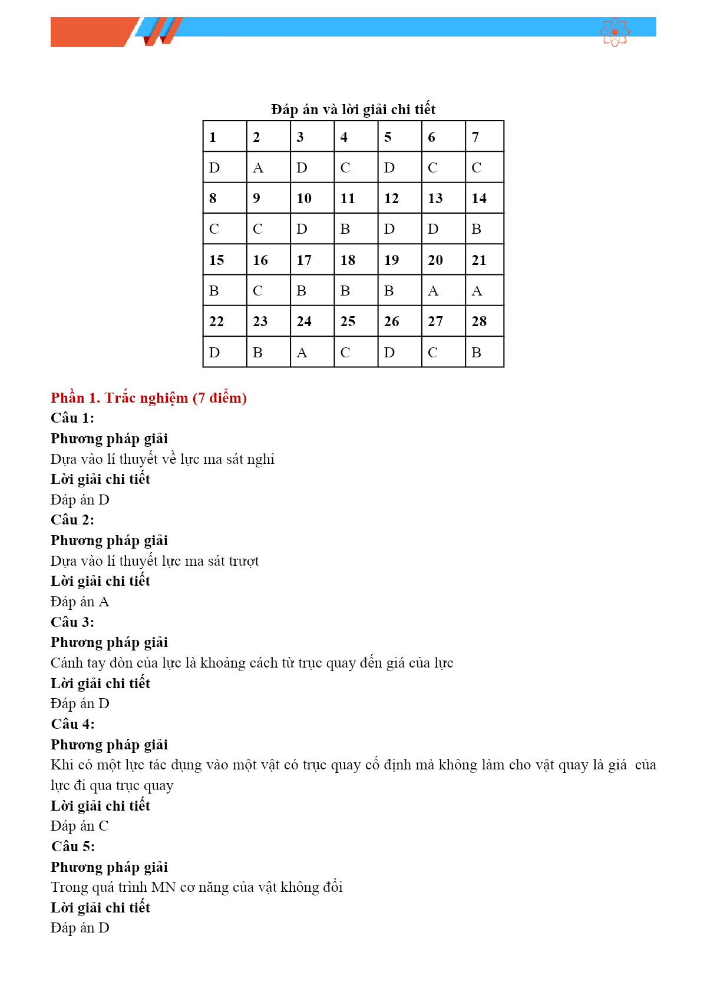 Đáp án và lời giải chi tiết
1 2 3 4 5 6 7
D A D C D C C
8 9 10 11 12 13 14
C C D B D D B
15 16 17 18 19 20 21
B C B B B A A
22 23 24 25 26 27 28
D B A C D C B
Phần 1. Trắc nghiệm (7 điểm)
Câu 1:
Phương pháp giải
Dựa vào lí thuyết về lực ma sát nghỉ
Lời giải chi tiết
Đáp án D
Câu 2:
Phương pháp giải
Dựa vào lí thuyết lực ma sát trượt
Lời giải chi tiết
Đáp án A
Câu 3:
Phương pháp giải
Cánh tay đòn của lực là khoảng cách từ trục quay đến giá của lực
Lời giải chi tiết
Đáp án D
Câu 4:
Phương pháp giải
Khi có một lực tác dụng vào một vật có trục quay cố định mà không làm cho vật quay là giá của
lực đi qua trục quay
Lời giải chi tiết
Đáp án C
Câu 5:
Phương pháp giải
Trong quá trình MN cơ năng của vật không đổi
Lời giải chi tiết
Đáp án D